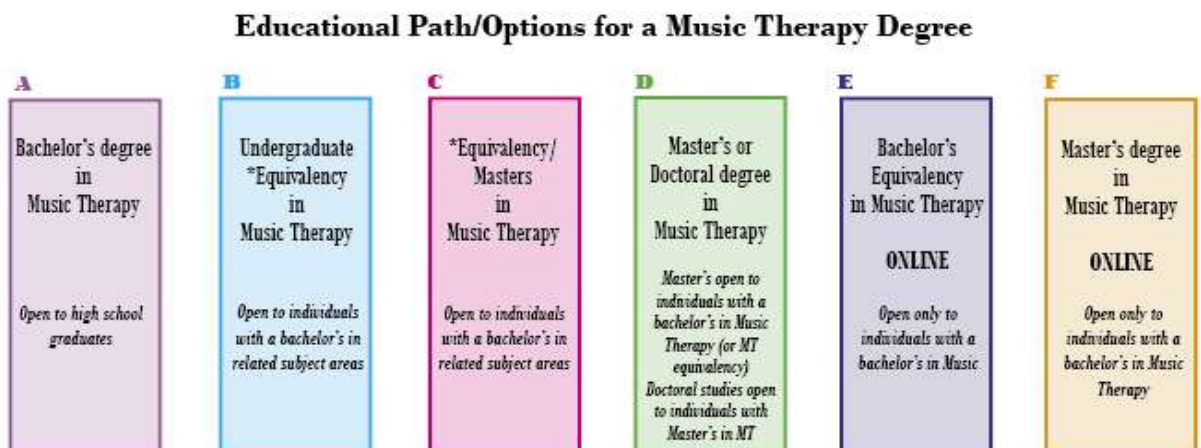 Educational Path/Options for a Music Therapy Degree
A
Bachelor's degree
in
Music Therapy
Open to high school
graduates
B
Undergraduate
*Equivalency
in
Music Therapy
Open to individuals
with a bachelor's in
related subject areas
C
*Equivalency/
Masters
in
Music Therapy
Open to individuals
with a bachelor's in
related subject areas
D
Master's or
Doctoral degree
in
Music Therapy
Master's open to
individuals with a
bachelor's in Music
Therapy (or MT
equivalency)
Doctoral studies open
to individuals with
Master's in MT
E
Bachelor's
Equivalency
in Music Therapy
ONLINE
Open only to
individuals with a
bachelor's in Music
F
Master's degree
in
Music Therapy
ONLINE
Open only to
individuals with a
bachelor's in Music
Therapy